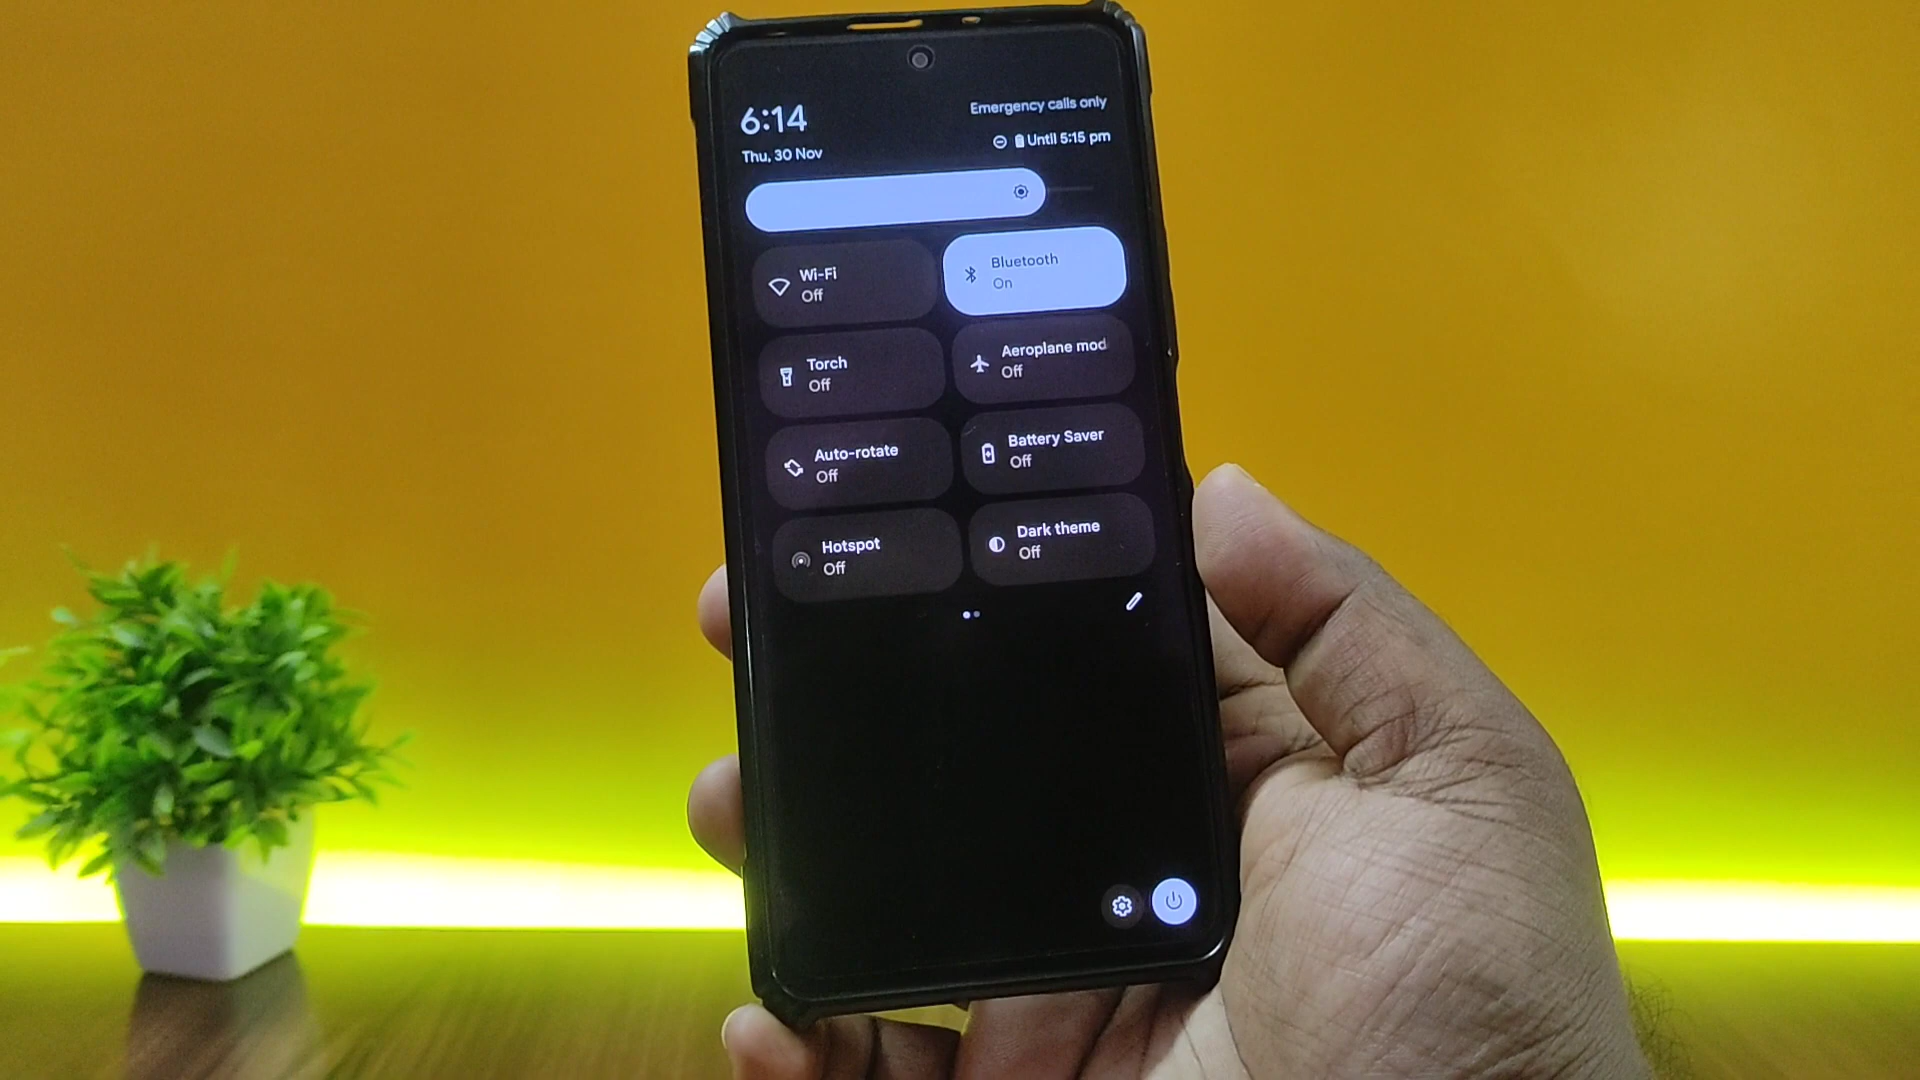 6:14
Emergency calls only
Thu, 30 Nov
Until 5:15 pm
Wi-Fi
Off
Bluetooth
On
Torch
Off
Aeroplane mod
Off
Auto-rotate
Off
Battery Saver
Off
Hotspot
Off
Dark theme
Off